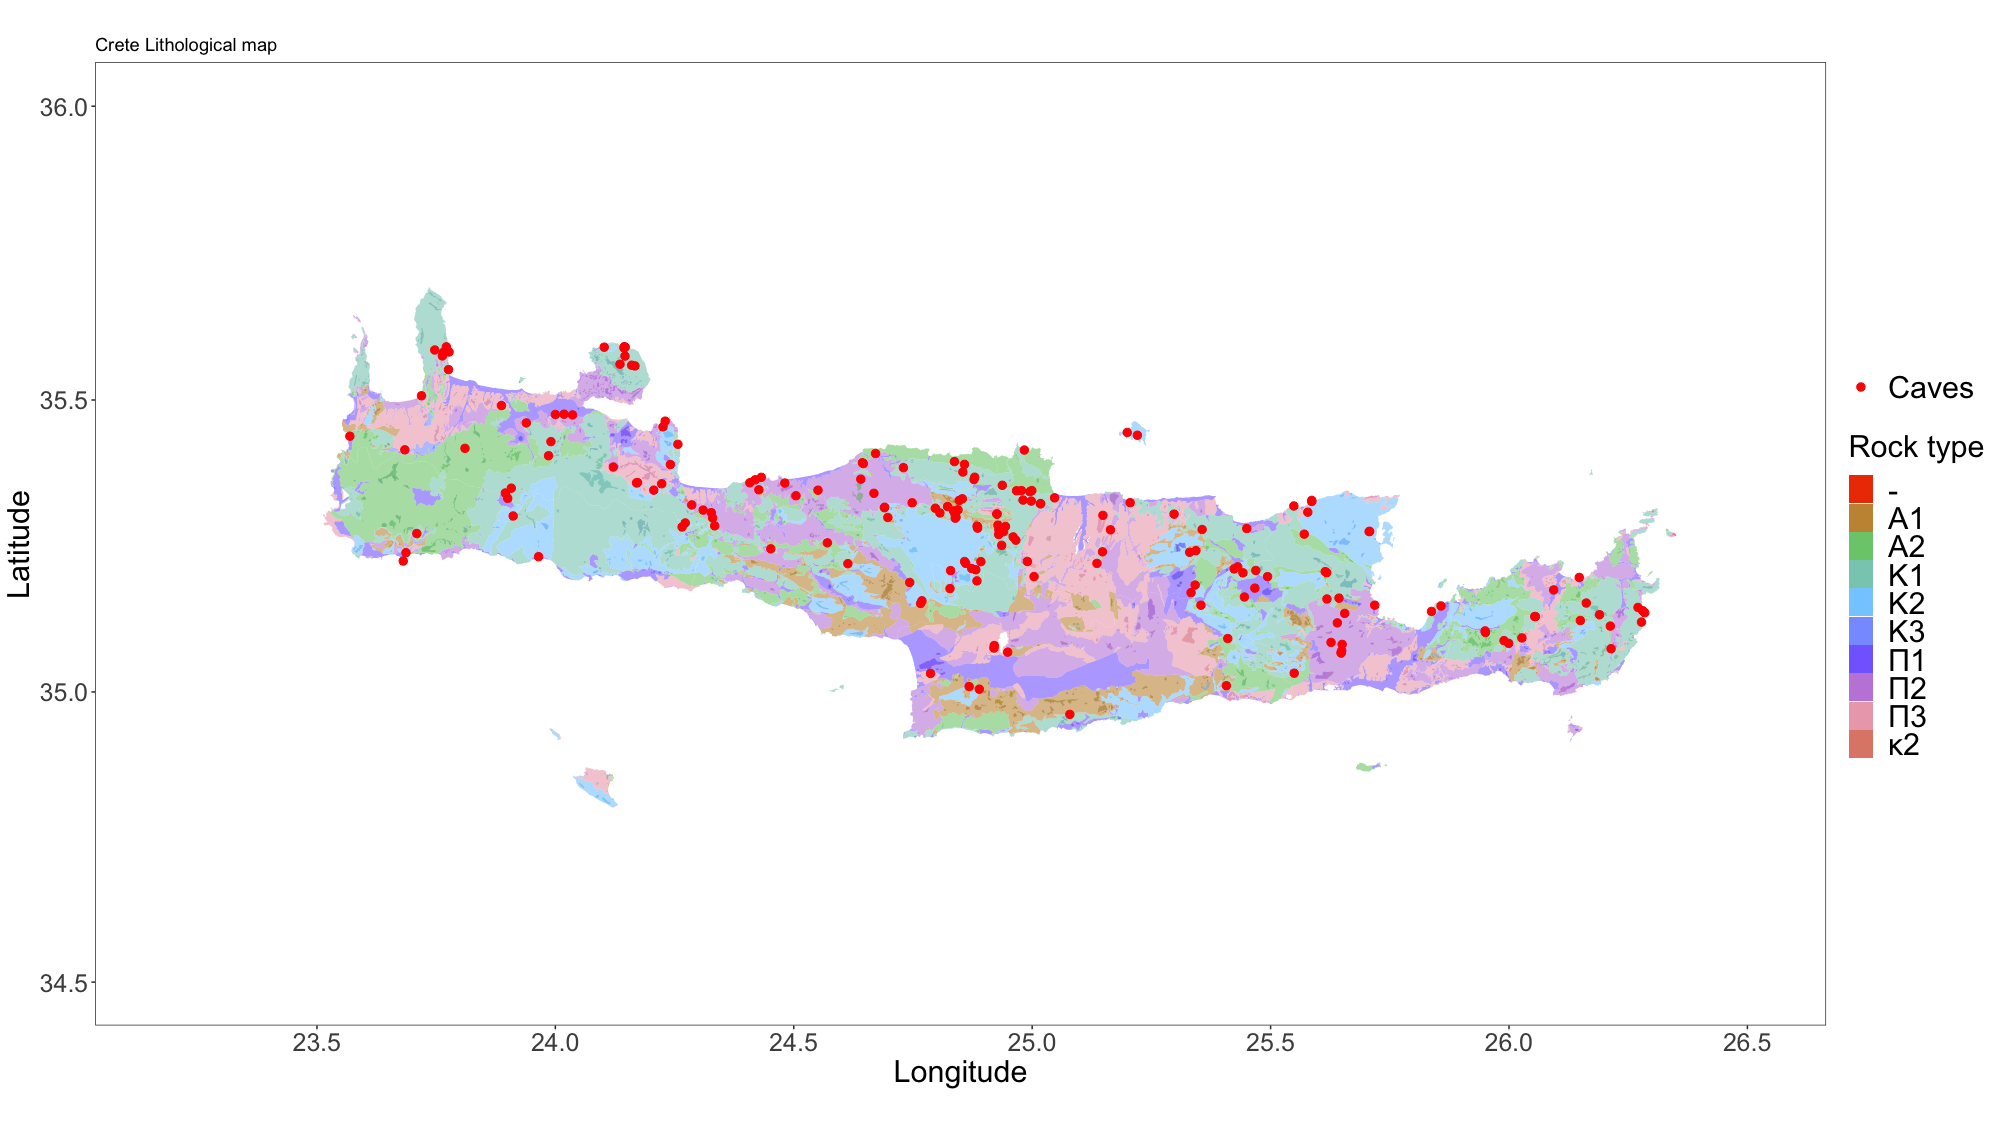 Crete Lithological map
36.0
35.5
35.0
34.5
Latitude
23.5 24.0 24.5 25.0 25.5 26.0 26.5
Longitude
Caves
Rock type
-
A1
A2
K1
K2
K3
Π1
Π2
Π3
κ2